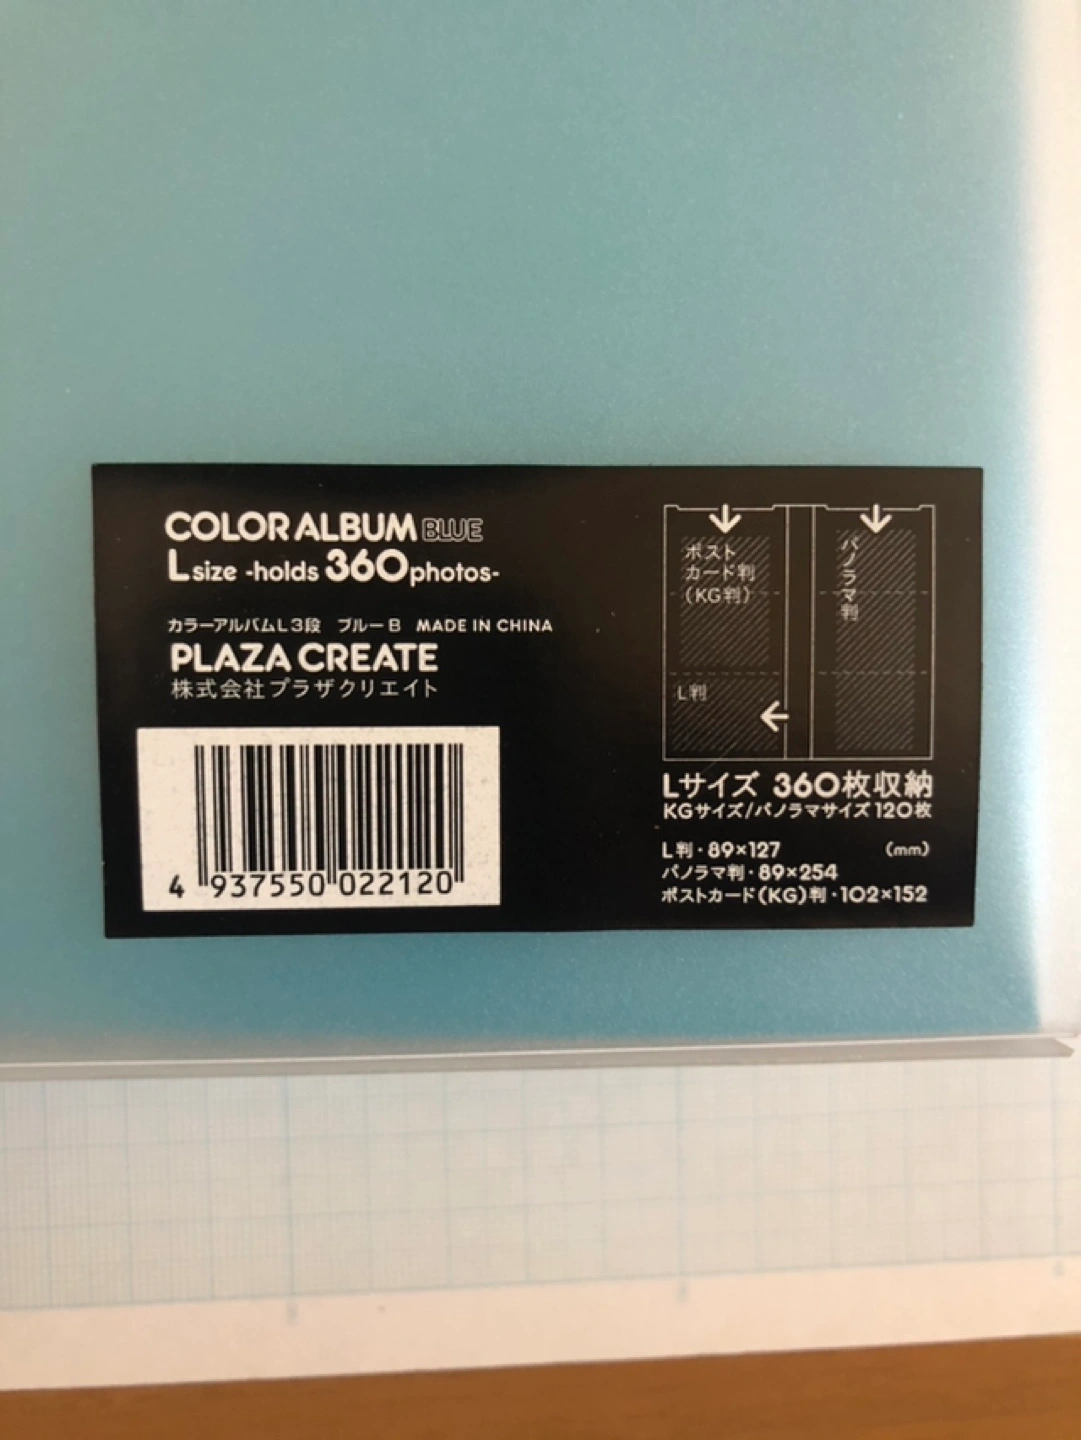 COLOR ALBUM BLUE
L size -holds 360 photos-
カラーアルバムL3段 ブルーB MADE IN CHINA
PLAZA CREATE
株式会社プラザクリエイト
4 937550 022120
ポスト
カード判
(KG判)
パノラマ判
L判
Lサイズ 360枚収納
KGサイズ/パノラマサイズ 120枚
L判・89×127 (mm)
パノラマ判・89×254
ポストカード(KG)判・102×152